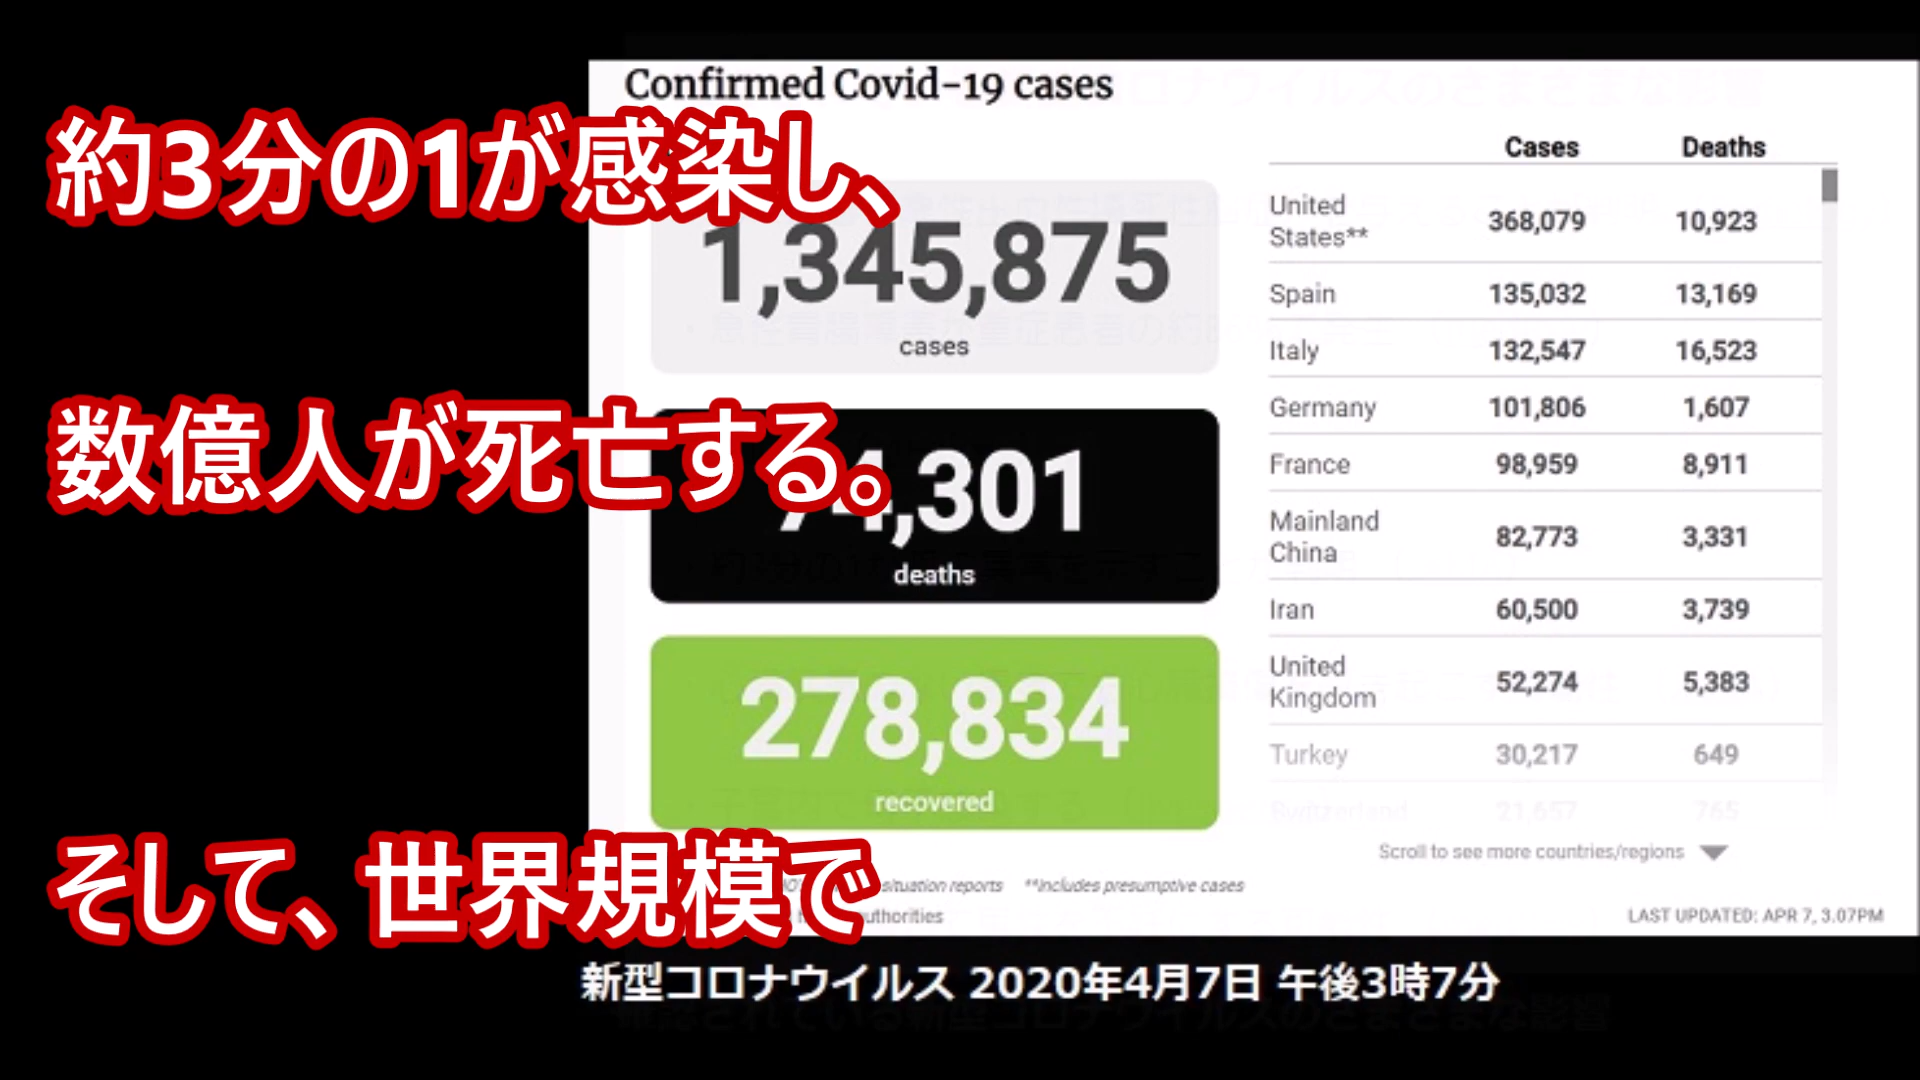 Confirmed Covid-19 cases
約3分の1が感染し、
数億人が死亡する。
そして、世界規模で
1,345,875
cases
74,301
deaths
278,834
recovered
Cases Deaths
United States** 368,079 10,923
Spain 135,032 13,169
Italy 132,547 16,523
Germany 101,806 1,607
France 98,959 8,911
Mainland China 82,773 3,331
Iran 60,500 3,739
United Kingdom 52,274 5,383
Turkey 30,217 649
Switzerland 21,657 765
Scroll to see more countries/regions
situation reports **Includes presumptive cases
LAST UPDATED: APR 7, 3.07PM
新型コロナウイルス 2020年4月7日 午後3時7分